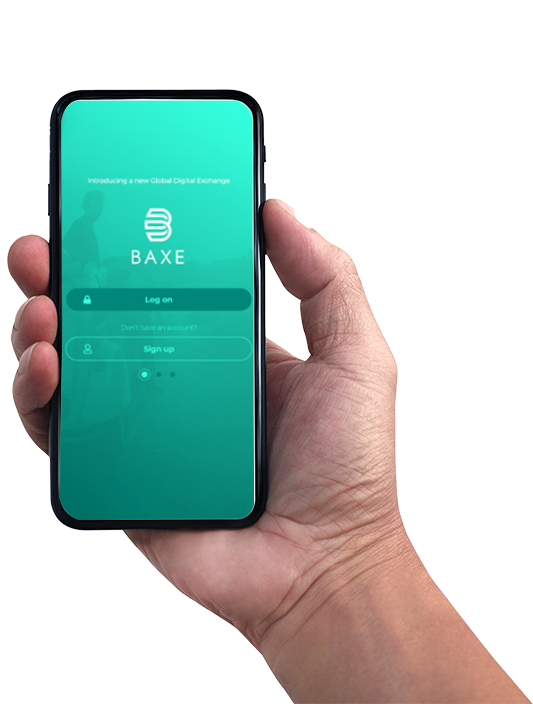 Introducing a new Global Digital Exchange
BAXE
Log on
Don't have an account?
Sign up